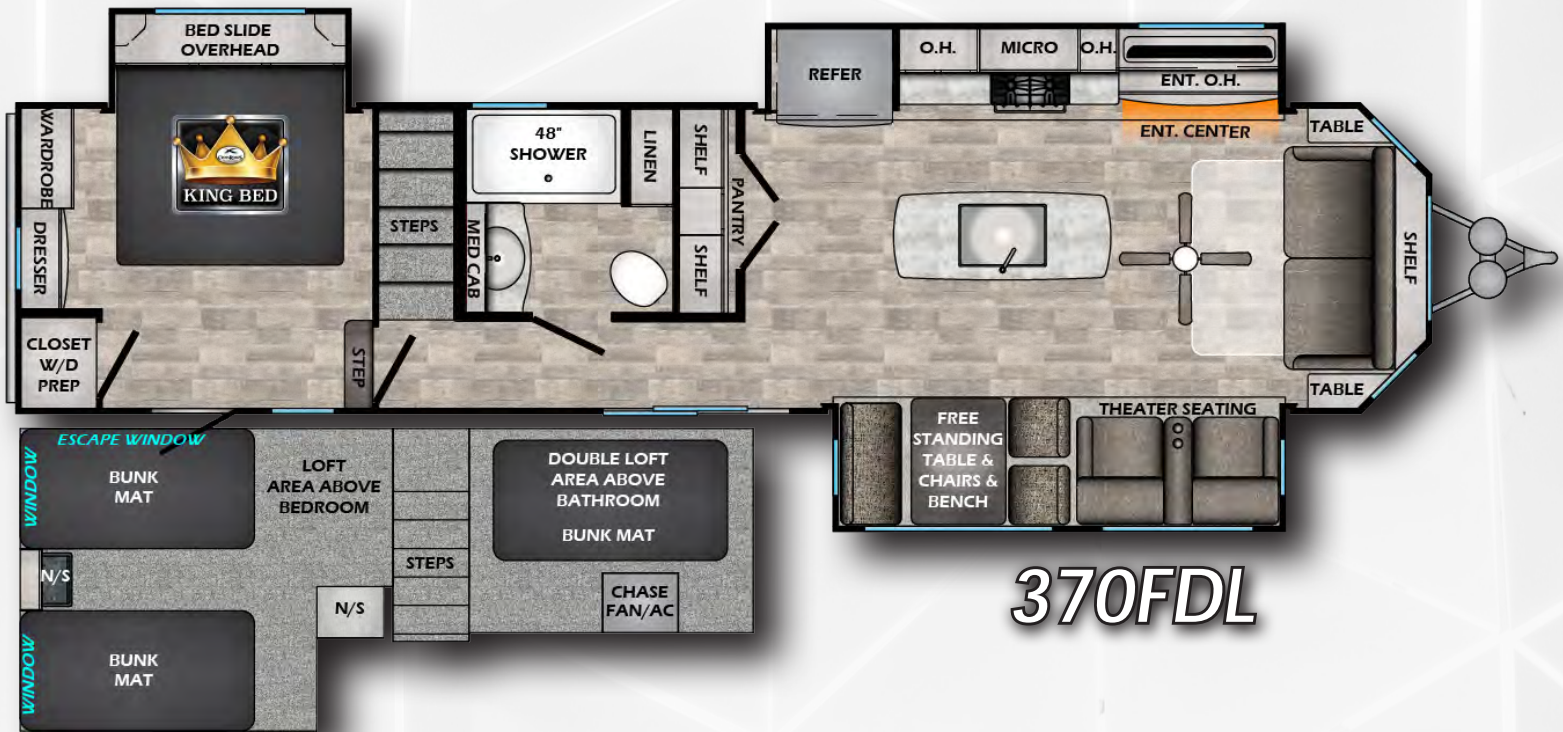 BED SLIDE
OVERHEAD
KING BED
WARDROBE
DRESSER
CLOSET
W/D
PREP
STEPS
STEP
48"
SHOWER
LINEN
MED CAB
SHELF
SHELF
PANTRY
REFER
O.H.
MICRO
O.H.
ENT. O.H.
ENT. CENTER
TABLE
SHELF
TABLE
THEATER SEATING
FREE
STANDING
TABLE &
CHAIRS &
BENCH
ESCAPE WINDOW
WINDOW
BUNK
MAT
LOFT
AREA ABOVE
BEDROOM
N/S
N/S
STEPS
DOUBLE LOFT
AREA ABOVE
BATHROOM
BUNK MAT
CHASE
FAN/AC
WINDOW
BUNK
MAT
370FDL